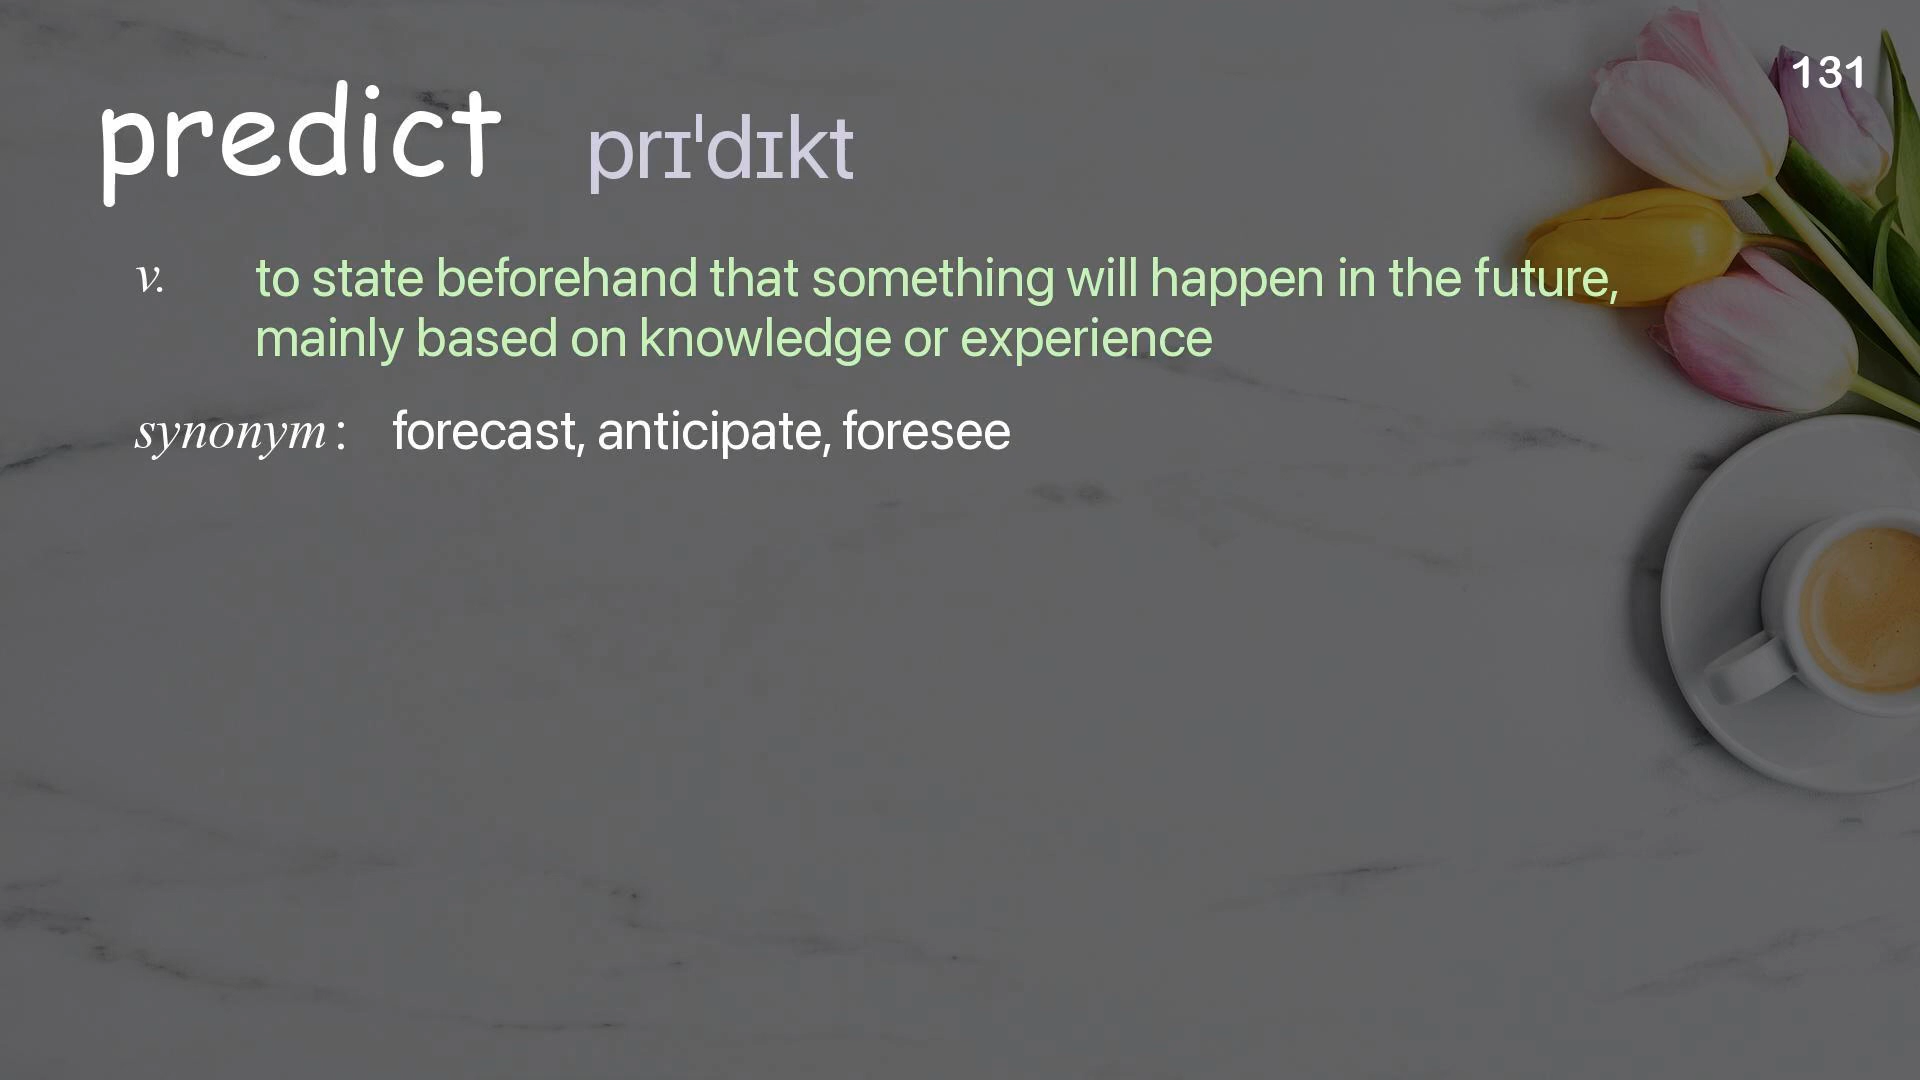 131
predict prɪˈdɪkt
v. to state beforehand that something will happen in the future,
mainly based on knowledge or experience
synonym : forecast, anticipate, foresee